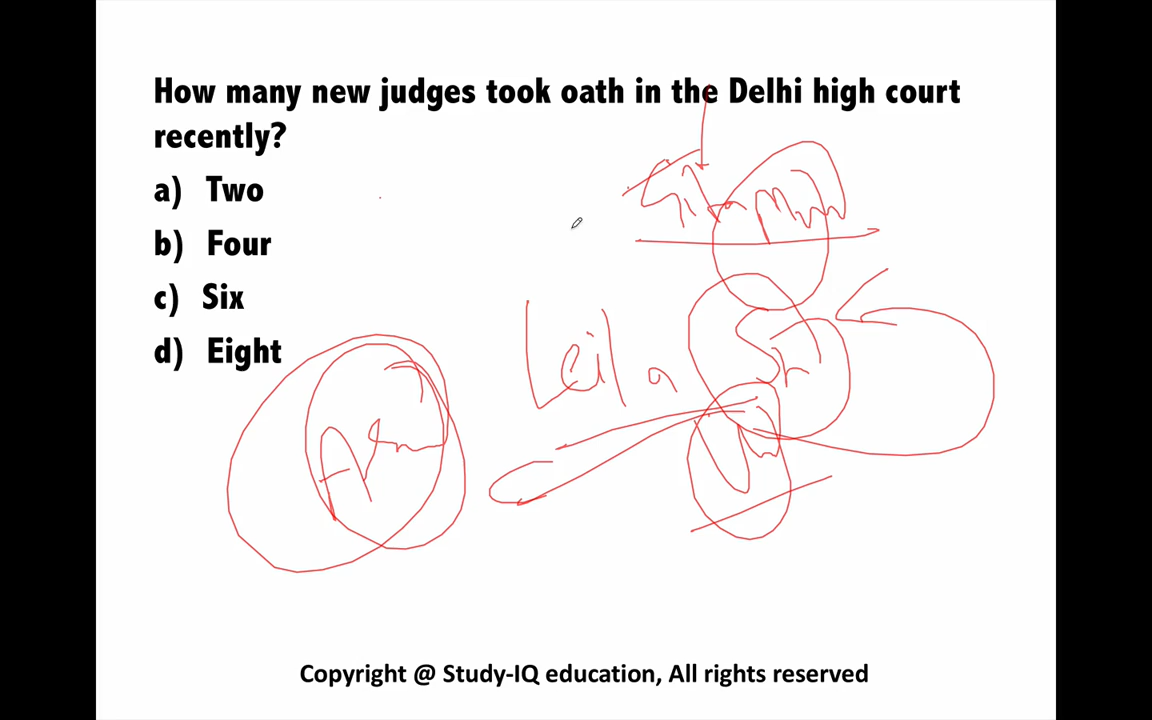 How many new judges took oath in the Delhi high court
recently?
a) Two
b) Four
c) Six
d) Eight
Leila
Copyright @ Study-IQ education, All rights reserved